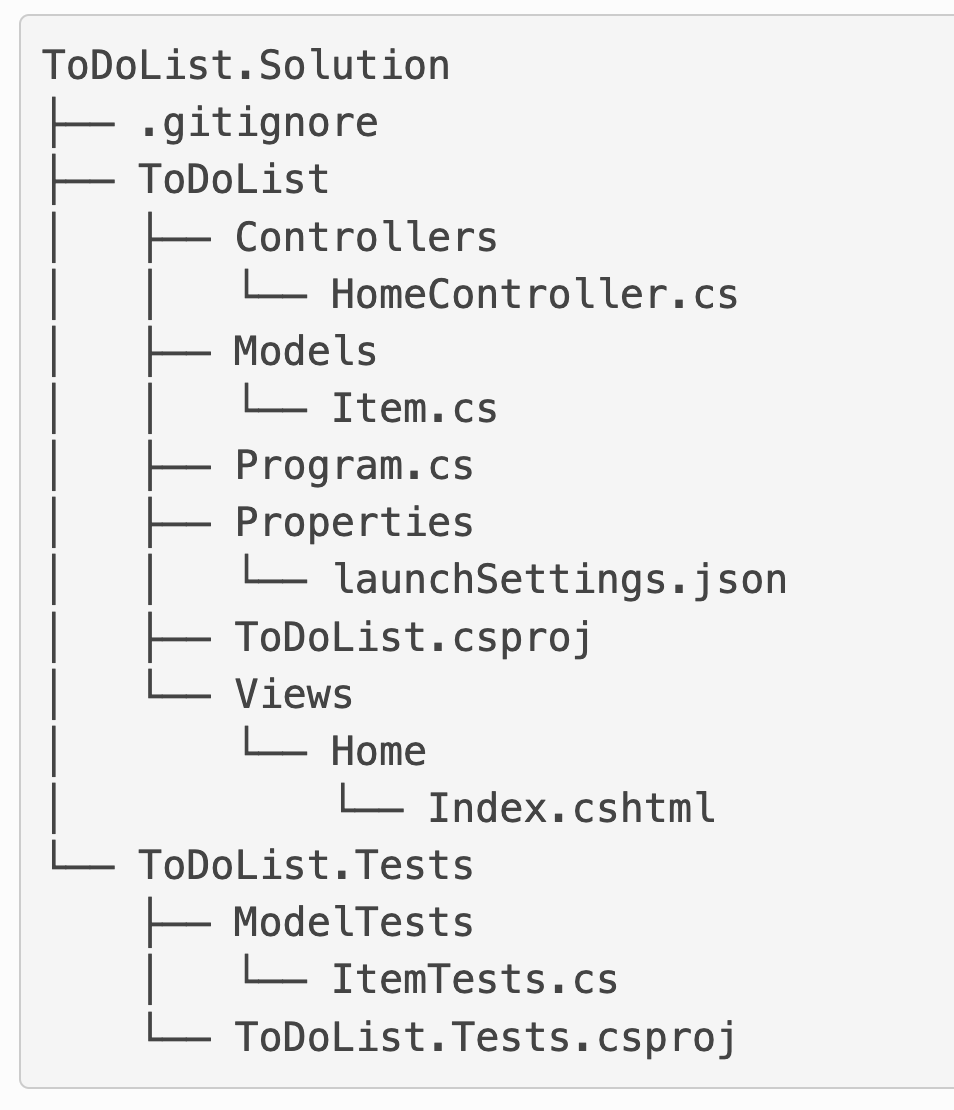 ToDoList.Solution
├── .gitignore
├── ToDoList
│   ├── Controllers
│   │   └── HomeController.cs
│   ├── Models
│   │   └── Item.cs
│   ├── Program.cs
│   ├── Properties
│   │   └── launchSettings.json
│   ├── ToDoList.csproj
│   └── Views
│       └── Home
│           └── Index.cshtml
└── ToDoList.Tests
    ├── ModelTests
    │   └── ItemTests.cs
    └── ToDoList.Tests.csproj